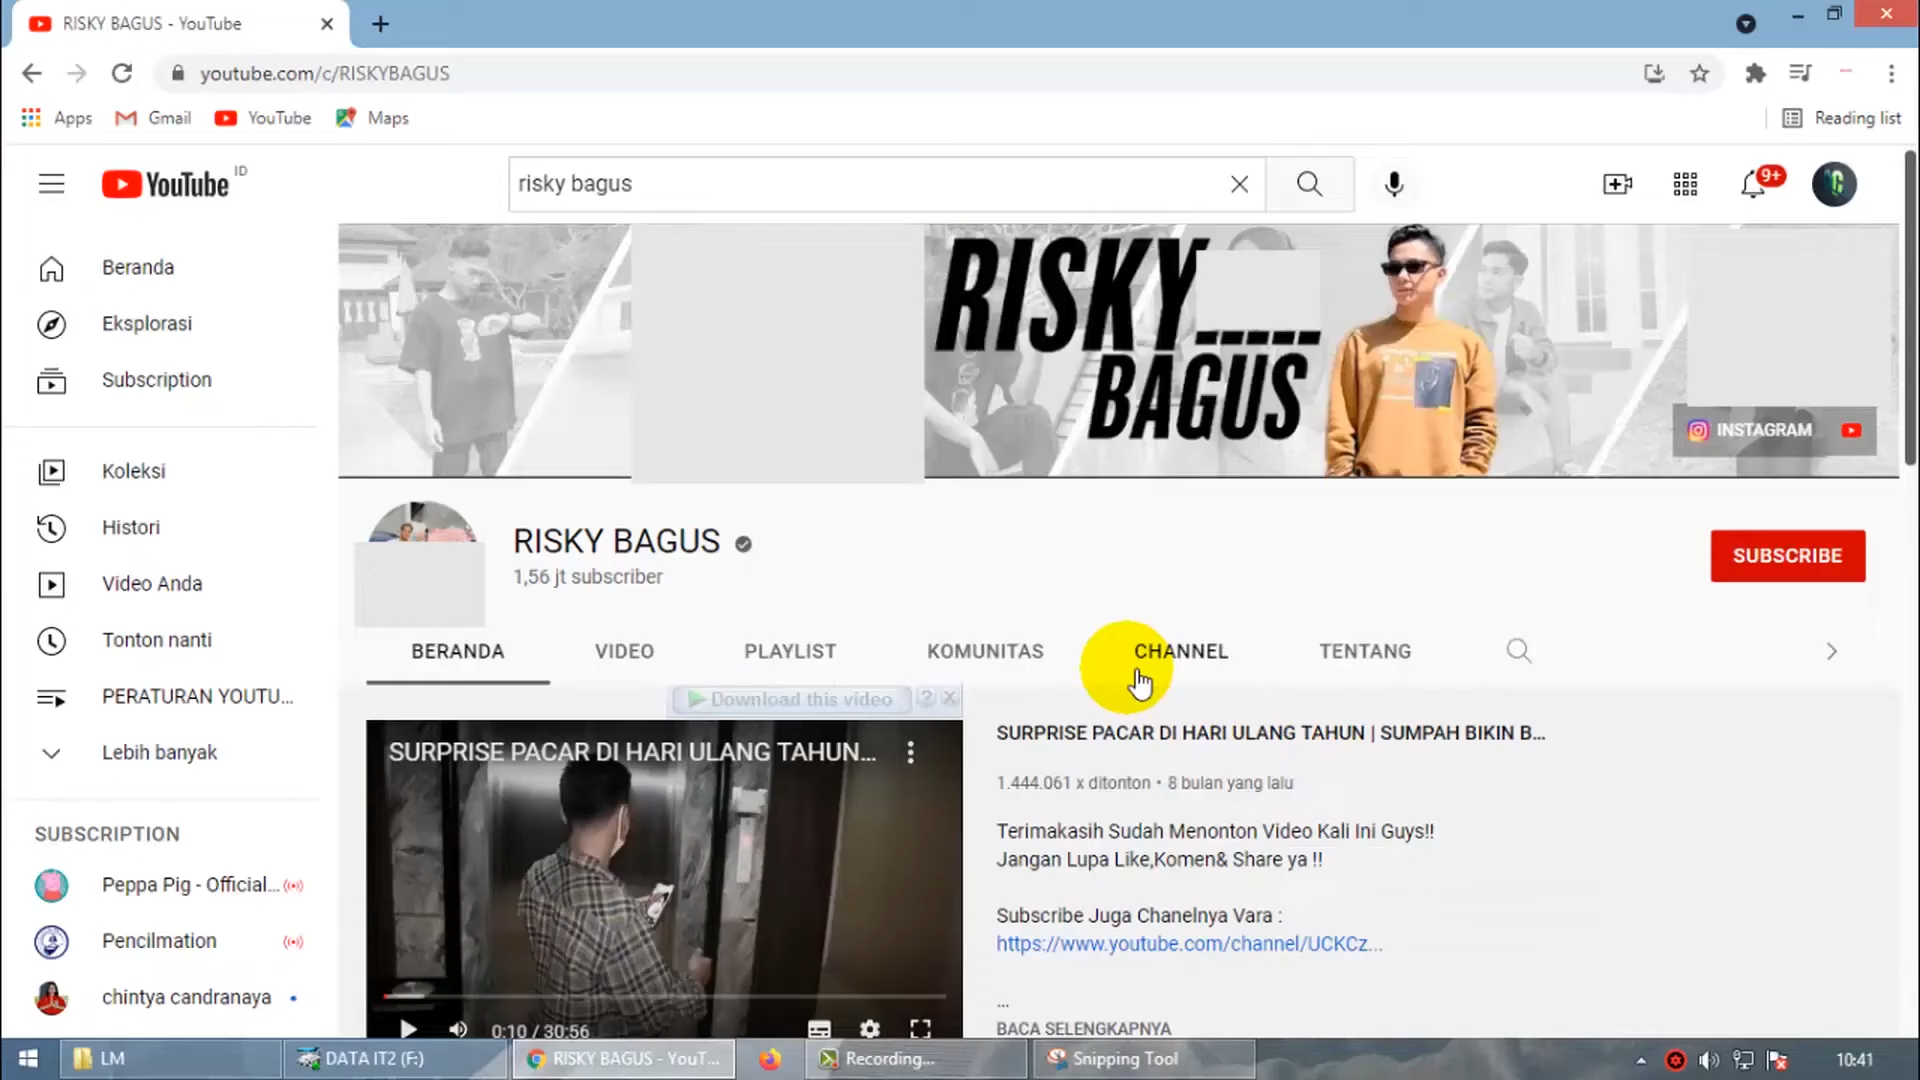 RISKY BAGUS - YouTube
youtube.com/c/RISKYBAGUS
Apps
Gmail
YouTube
Maps
Reading list
YouTube ID
risky bagus
9+
Beranda
Eksplorasi
Subscription
Koleksi
Histori
Video Anda
Tonton nanti
PERATURAN YOUTU...
Lebih banyak
SUBSCRIPTION
Peppa Pig - Official...
Pencilmation
chintya candranaya
RISKY
BAGUS
INSTAGRAM
RISKY BAGUS
1,56 jt subscriber
SUBSCRIBE
BERANDA
VIDEO
PLAYLIST
KOMUNITAS
CHANNEL
TENTANG
Download this video
?
SURPRISE PACAR DI HARI ULANG TAHUN...
0:10 / 30:56
SURPRISE PACAR DI HARI ULANG TAHUN | SUMPAH BIKIN B...
1.444.061 x ditonton • 8 bulan yang lalu
Terimakasih Sudah Menonton Video Kali Ini Guys!!
Jangan Lupa Like,Komen& Share ya !!
Subscribe Juga Chanelnya Vara :
https://www.youtube.com/channel/UCKCz...
...
BACA SELENGKAPNYA
LM
DATA IT2 (F:)
RISKY BAGUS - YouT...
Recording...
Snipping Tool
10:41